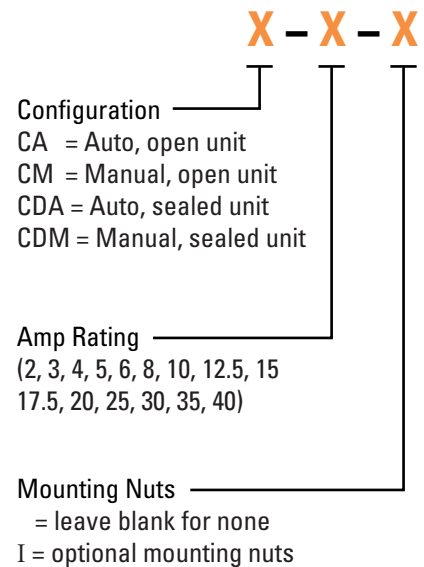 X – X – X
Configuration
CA = Auto, open unit
CM = Manual, open unit
CDA = Auto, sealed unit
CDM = Manual, sealed unit
Amp Rating
(2, 3, 4, 5, 6, 8, 10, 12.5, 15
17.5, 20, 25, 30, 35, 40)
Mounting Nuts
= leave blank for none
I = optional mounting nuts